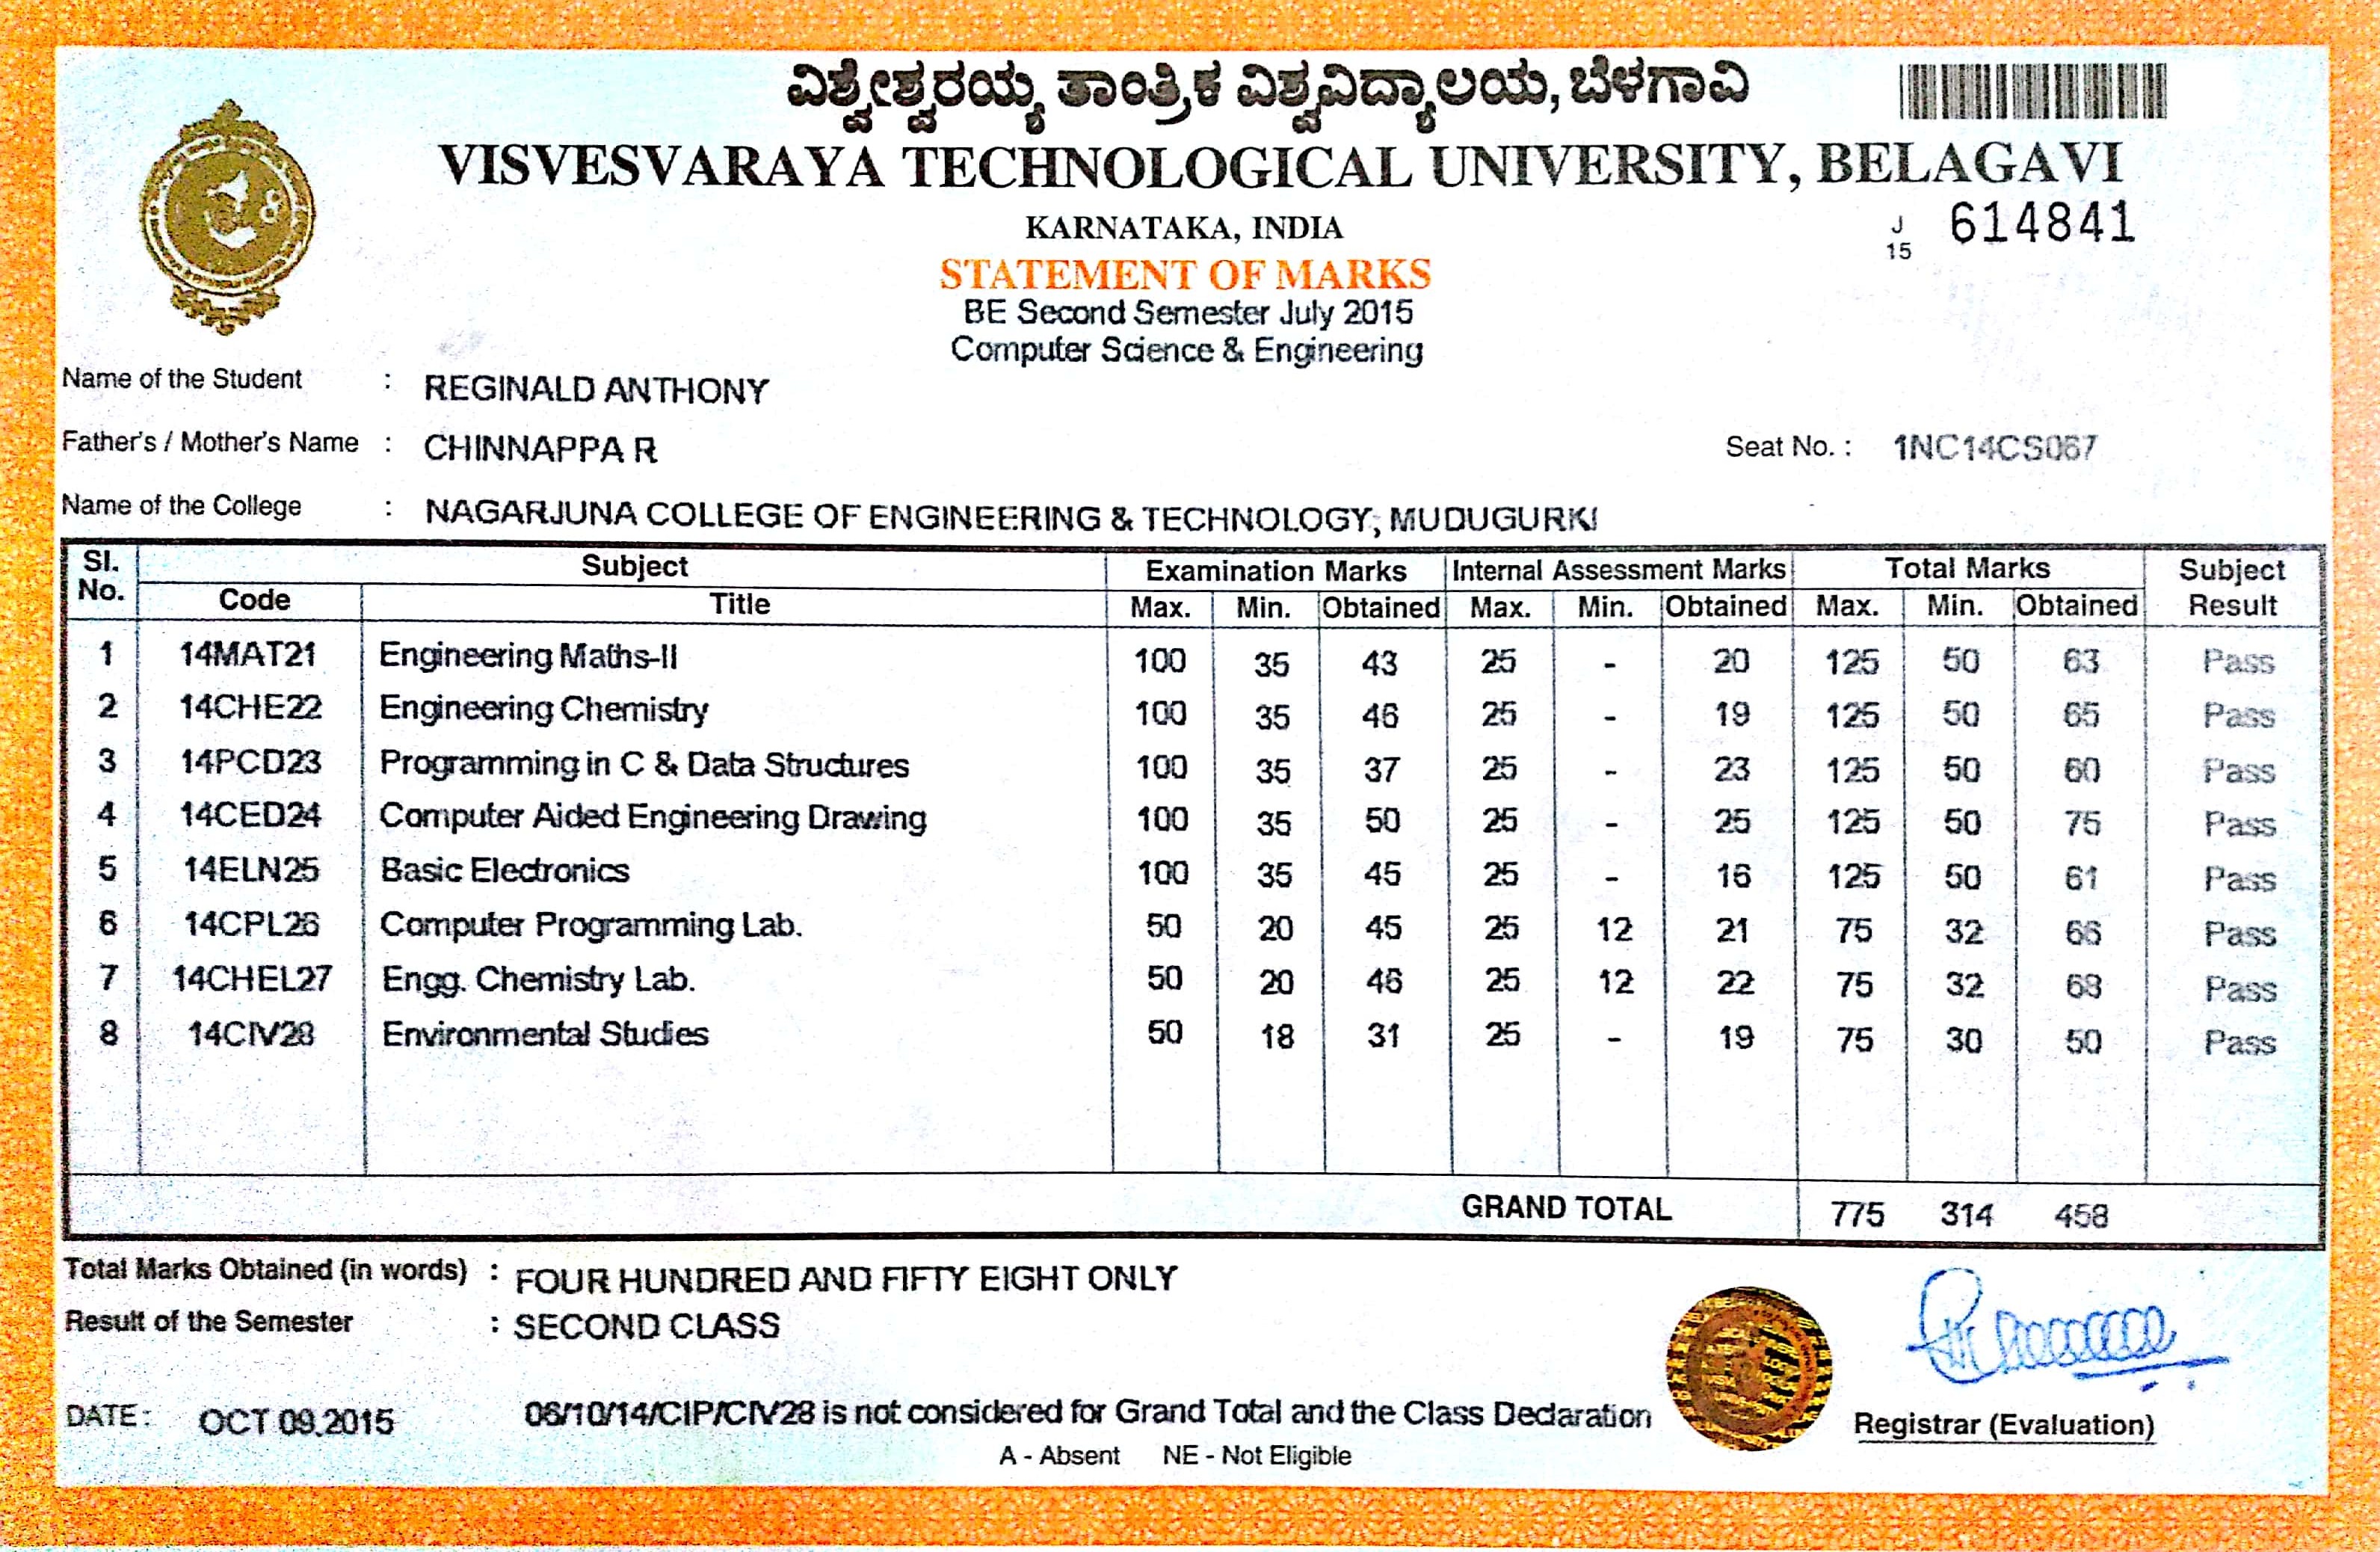 ವಿಶ್ವೇಶ್ವರಯ್ಯ ತಾಂತ್ರಿಕ ವಿಶ್ವವಿದ್ಯಾಲಯ, ಬೆಳಗಾವಿ
VISVESVARAYA TECHNOLOGICAL UNIVERSITY, BELAGAVI
KARNATAKA, INDIA
J 15 614841
STATEMENT OF MARKS
BE Second Semester July 2015
Computer Science & Engineering
Name of the Student : REGINALD ANTHONY
Father's / Mother's Name : CHINNAPPA R
Seat No. : 1NC14CS067
Name of the College : NAGARJUNA COLLEGE OF ENGINEERING & TECHNOLOGY, MUDUGURKI
Sl. No. Subject Examination Marks Internal Assessment Marks Total Marks Subject Result
Code Title Max. Min. Obtained Max. Min. Obtained Max. Min. Obtained
1 14MAT21 Engineering Maths-II 100 35 43 25 - 20 125 50 63 Pass
2 14CHE22 Engineering Chemistry 100 35 46 25 - 19 125 50 65 Pass
3 14PCD23 Programming in C & Data Structures 100 35 37 25 - 23 125 50 60 Pass
4 14CED24 Computer Aided Engineering Drawing 100 35 50 25 - 25 125 50 75 Pass
5 14ELN25 Basic Electronics 100 35 45 25 - 16 125 50 61 Pass
6 14CPL26 Computer Programming Lab. 50 20 45 25 12 21 75 32 66 Pass
7 14CHEL27 Engg. Chemistry Lab. 50 20 46 25 12 22 75 32 68 Pass
8 14CIV28 Environmental Studies 50 18 31 25 - 19 75 30 50 Pass
GRAND TOTAL 775 314 458
Total Marks Obtained (in words) : FOUR HUNDRED AND FIFTY EIGHT ONLY
Result of the Semester : SECOND CLASS
DATE: OCT 09.2015
06/10/14/CIP/CIV28 is not considered for Grand Total and the Class Declaration
Registrar (Evaluation)
A - Absent NE - Not Eligible